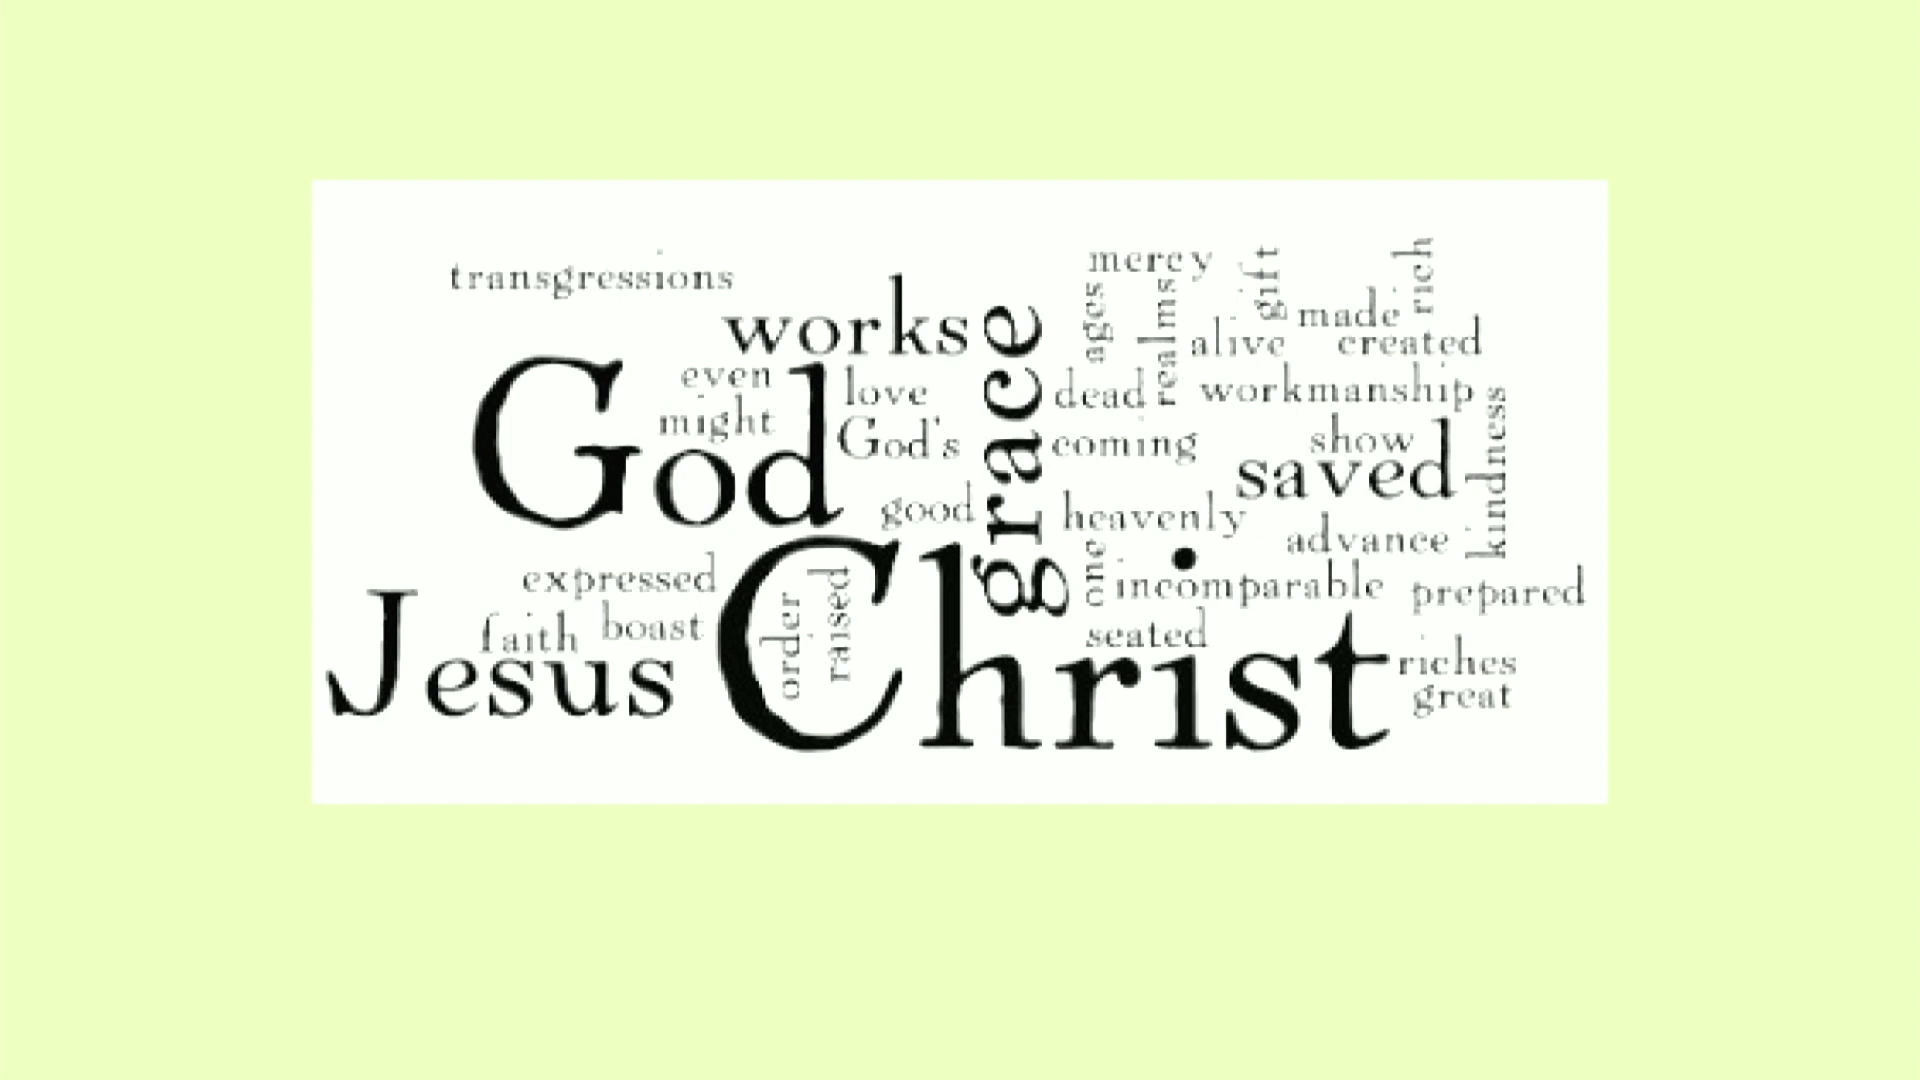 transgressions
mercy
gift
rich
ages
realms
made
works
grace
alive
created
even
love
dead
workmanship
kindness
might
God
God's
coming
show
saved
good
heavenly
advance
one
expressed
order
raised
incomparable
prepared
faith
boast
seated
Jesus
Christ
riches
great